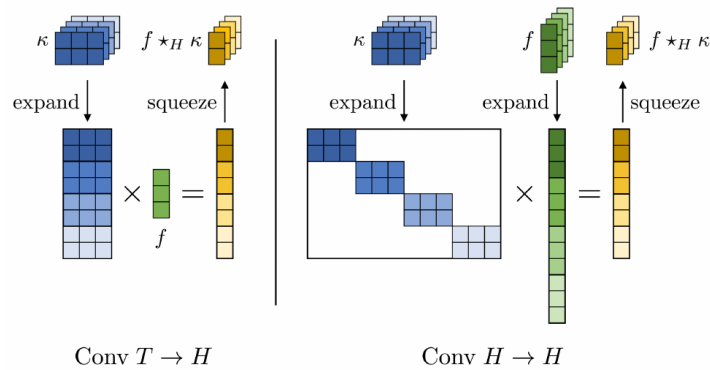 κ f ⋆_H κ κ f f ⋆_H κ
expand squeeze expand expand squeeze
× = × =
f
Conv T → H Conv H → H